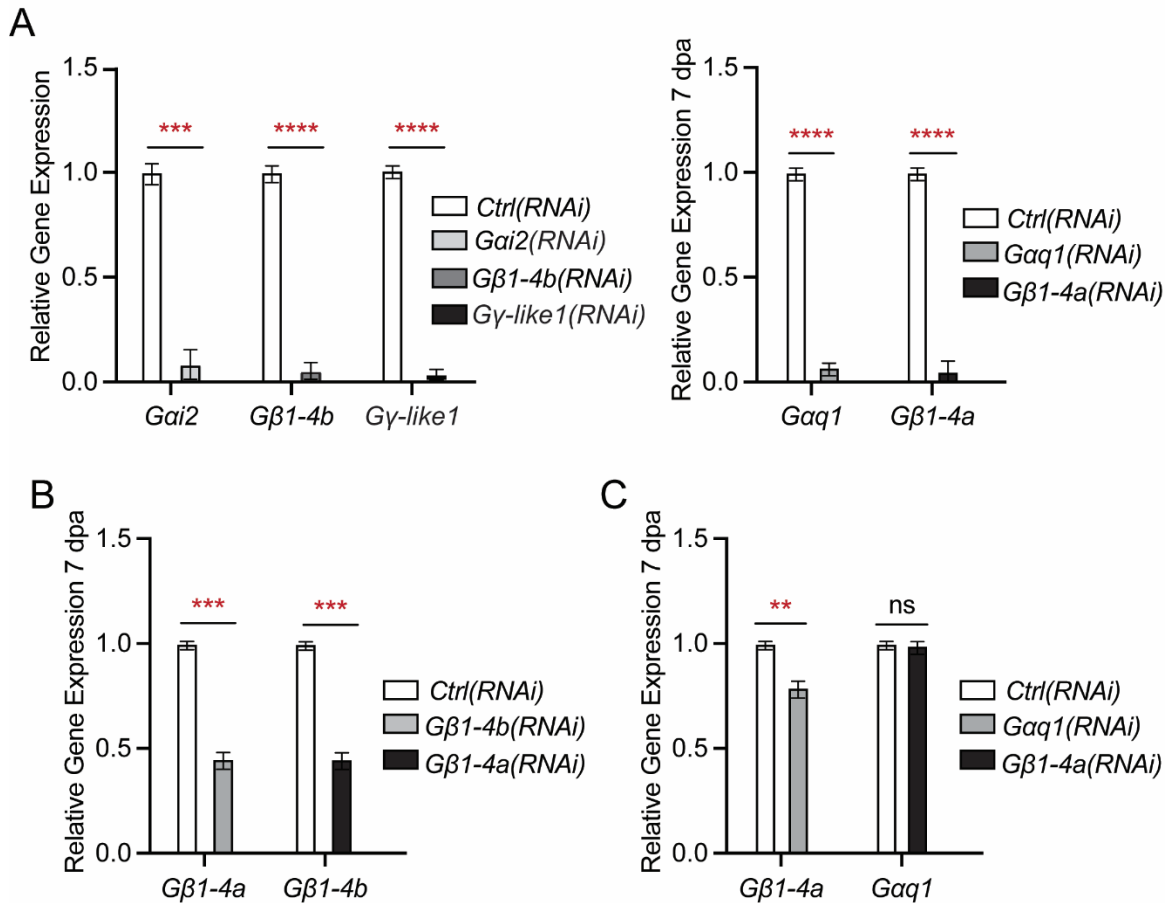 A
Relative Gene Expression
1.5
1.0
0.5
0.0
***
****
****
Gαi2
Gβ1-4b
Gγ-like1
Ctrl(RNAi)
Gαi2(RNAi)
Gβ1-4b(RNAi)
Gγ-like1(RNAi)
Relative Gene Expression 7 dpa
1.5
1.0
0.5
0.0
****
****
Gαq1
Gβ1-4a
Ctrl(RNAi)
Gαq1(RNAi)
Gβ1-4a(RNAi)
B
Relative Gene Expression 7 dpa
1.5
1.0
0.5
0.0
***
***
Gβ1-4a
Gβ1-4b
Ctrl(RNAi)
Gβ1-4b(RNAi)
Gβ1-4a(RNAi)
C
Relative Gene Expression 7 dpa
1.5
1.0
0.5
0.0
**
ns
Gβ1-4a
Gαq1
Ctrl(RNAi)
Gαq1(RNAi)
Gβ1-4a(RNAi)